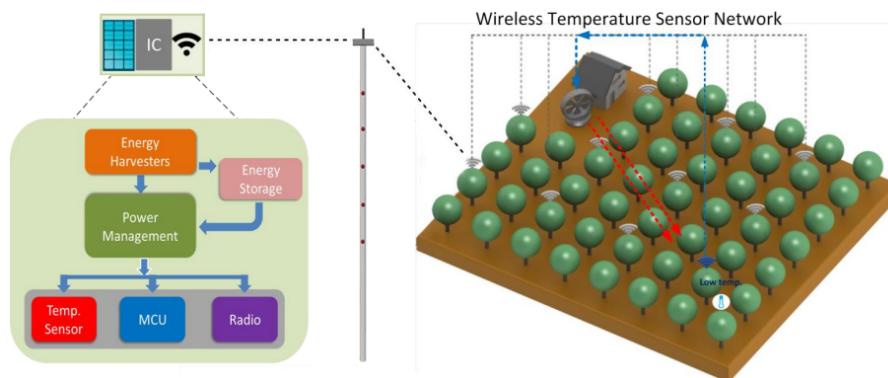 Wireless Temperature Sensor Network
IC
Energy
Harvesters
Energy
Storage
Power
Management
Temp.
Sensor
MCU
Radio
Low temp.